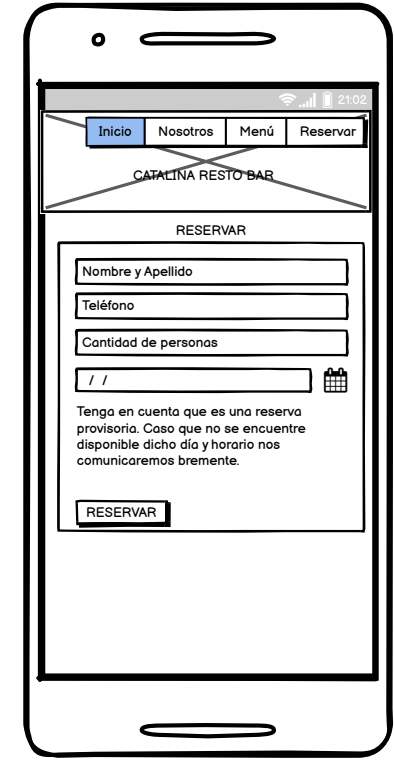 21:02
Inicio Nosotros Menú Reservar
CATALINA RESTO BAR
RESERVAR
Nombre y Apellido
Teléfono
Cantidad de personas
/ /
Tenga en cuenta que es una reserva
provisoria. Caso que no se encuentre
disponible dicho día y horario nos
comunicaremos bremente.
RESERVAR